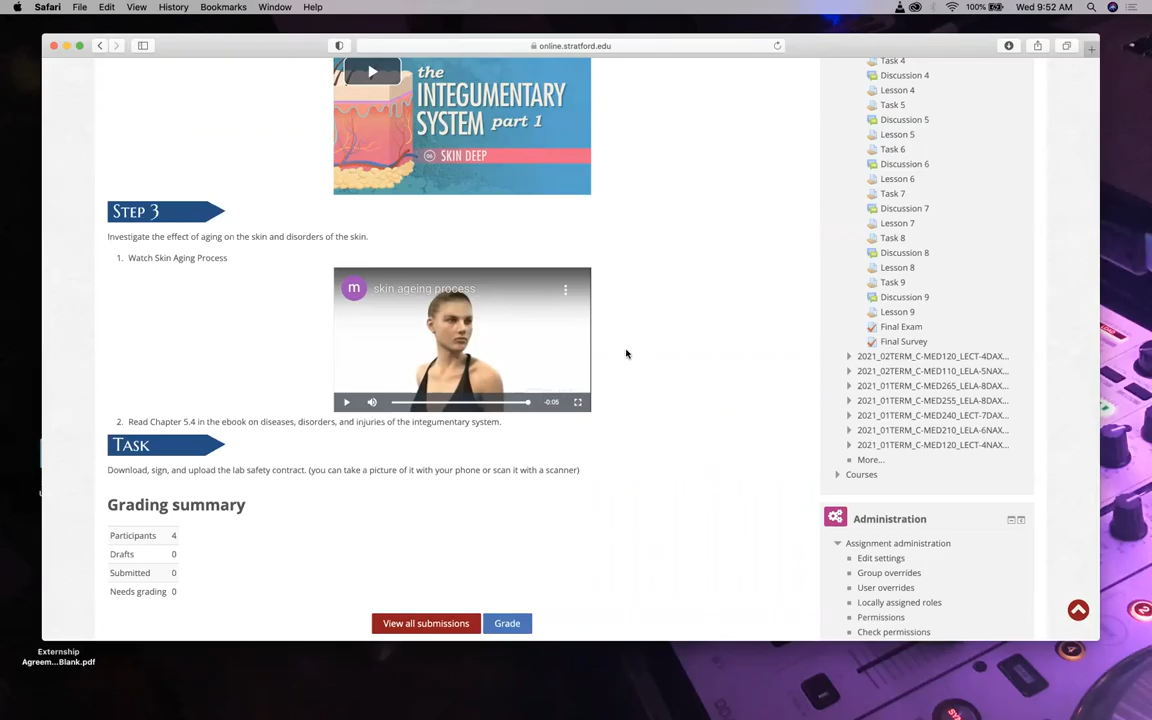 Safari File Edit View History Bookmarks Window Help
100% Wed 9:52 AM
online.stratford.edu
the
INTEGUMENTARY
SYSTEM part 1
06 SKIN DEEP
STEP 3
Investigate the effect of aging on the skin and disorders of the skin.
1. Watch Skin Aging Process
m skin ageing process
-0:05
2. Read Chapter 5.4 in the ebook on diseases, disorders, and injuries of the integumentary system.
TASK
Download, sign, and upload the lab safety contract. (you can take a picture of it with your phone or scan it with a scanner)
Grading summary
Participants 4
Drafts 0
Submitted 0
Needs grading 0
View all submissions Grade
Task 4
Discussion 4
Lesson 4
Task 5
Discussion 5
Lesson 5
Task 6
Discussion 6
Lesson 6
Task 7
Discussion 7
Lesson 7
Task 8
Discussion 8
Lesson 8
Task 9
Discussion 9
Lesson 9
Final Exam
Final Survey
2021_02TERM_C-MED120_LECT-4DAX...
2021_02TERM_C-MED110_LELA-5NAX...
2021_01TERM_C-MED265_LELA-8DAX...
2021_01TERM_C-MED255_LELA-8DAX...
2021_01TERM_C-MED240_LECT-7DAX...
2021_01TERM_C-MED210_LELA-6NAX...
2021_01TERM_C-MED120_LECT-4NAX...
More...
Courses
Administration
Assignment administration
Edit settings
Group overrides
User overrides
Locally assigned roles
Permissions
Check permissions
Externship
Agreem...Blank.pdf